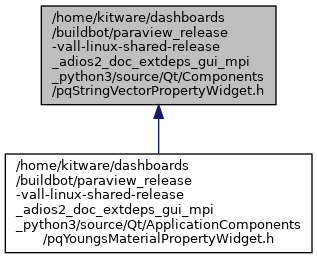 /home/kitware/dashboards
/buildbot/paraview_release
-vall-linux-shared-release
_adios2_doc_extdeps_gui_mpi
_python3/source/Qt/Components
/pqStringVectorPropertyWidget.h
/home/kitware/dashboards
/buildbot/paraview_release
-vall-linux-shared-release
_adios2_doc_extdeps_gui_mpi
_python3/source/Qt/ApplicationComponents
/pqYoungsMaterialPropertyWidget.h